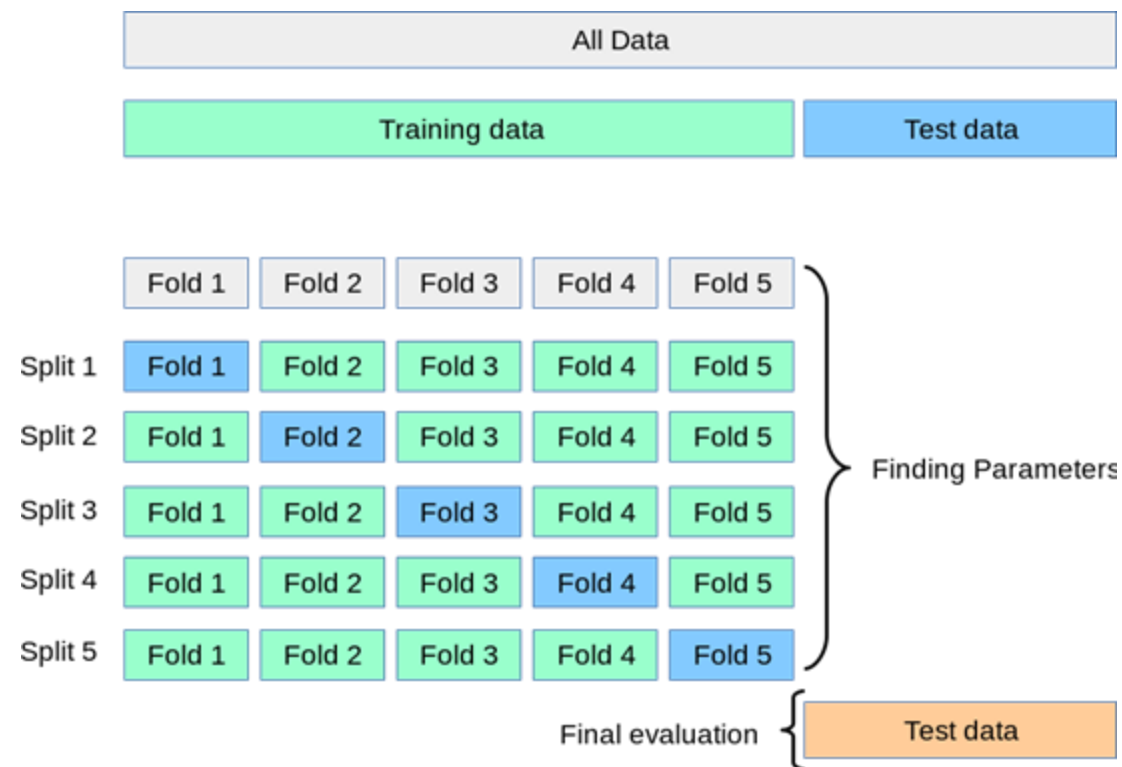 All Data
Training data Test data
Fold 1 Fold 2 Fold 3 Fold 4 Fold 5
Split 1 Fold 1 Fold 2 Fold 3 Fold 4 Fold 5
Split 2 Fold 1 Fold 2 Fold 3 Fold 4 Fold 5
Finding Parameters
Split 3 Fold 1 Fold 2 Fold 3 Fold 4 Fold 5
Split 4 Fold 1 Fold 2 Fold 3 Fold 4 Fold 5
Split 5 Fold 1 Fold 2 Fold 3 Fold 4 Fold 5
Final evaluation Test data